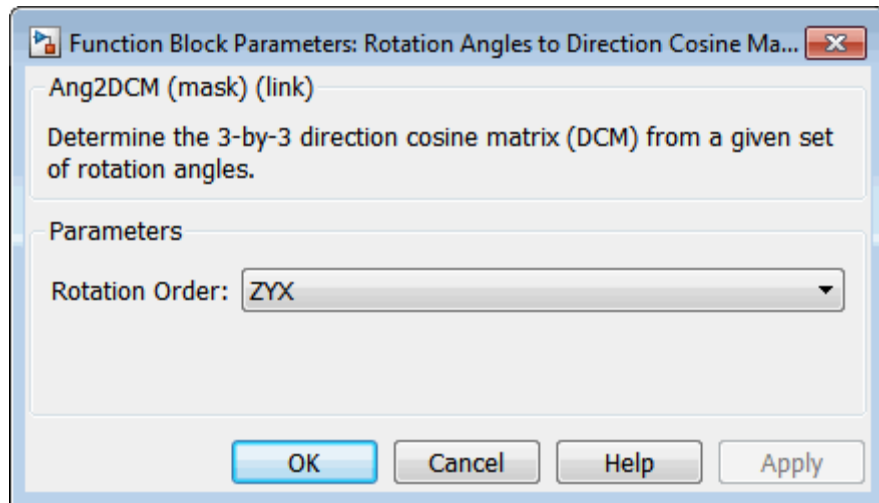 Function Block Parameters: Rotation Angles to Direction Cosine Ma...
Ang2DCM (mask) (link)
Determine the 3-by-3 direction cosine matrix (DCM) from a given set
of rotation angles.
Parameters
Rotation Order: ZYX
OK Cancel Help Apply